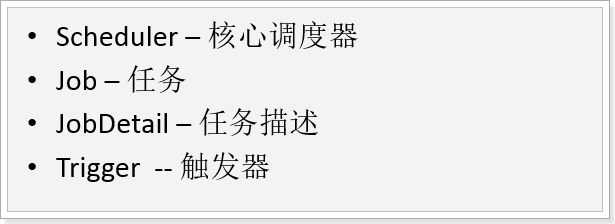 • Scheduler – 核心调度器
• Job – 任务
• JobDetail – 任务描述
• Trigger -- 触发器